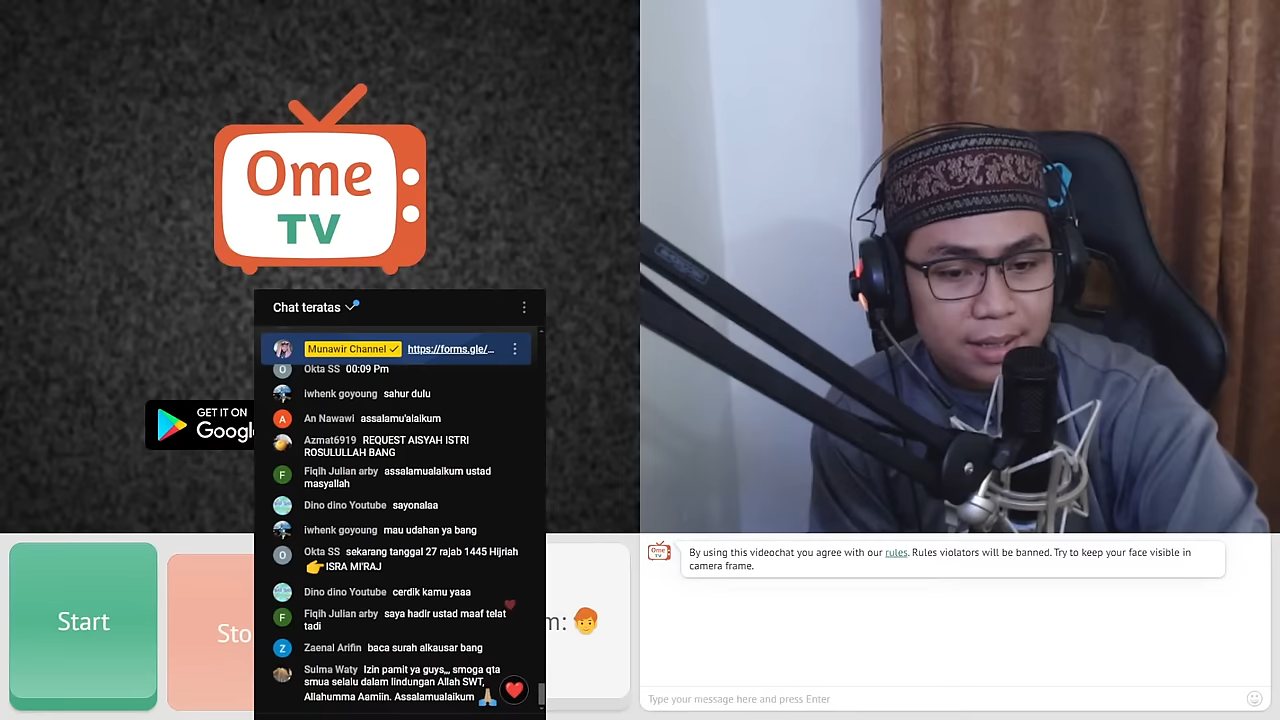 Ome
TV
GET IT ON
Googl
Start
Sto
m:
Chat teratas
Munawir Channel https://forms.gle/...
Okta SS 00:09 Pm
iwhenk goyoung sahur dulu
An Nawawi assalamu'alaikum
Azmat6919 REQUEST AISYAH ISTRI
ROSULULLAH BANG
Fiqih Julian arby assalamualaikum ustad
masyallah
Dino dino Youtube sayonalaa
iwhenk goyoung mau udahan ya bang
Okta SS sekarang tanggal 27 rajab 1445 Hijriah
👉ISRA MI'RAJ
Dino dino Youtube cerdik kamu yaaa
Fiqih Julian arby saya hadir ustad maaf telat
tadi
Zaenal Arifin baca surah alkausar bang
Sulma Waty Izin pamit ya guys,,, smoga qta
smua selalu dalam lindungan Allah SWT,
Allahumma Aamiin. Assalamualaikum 🙏
By using this videochat you agree with our rules. Rules violators will be banned. Try to keep your face visible in
camera frame.
Type your message here and press Enter